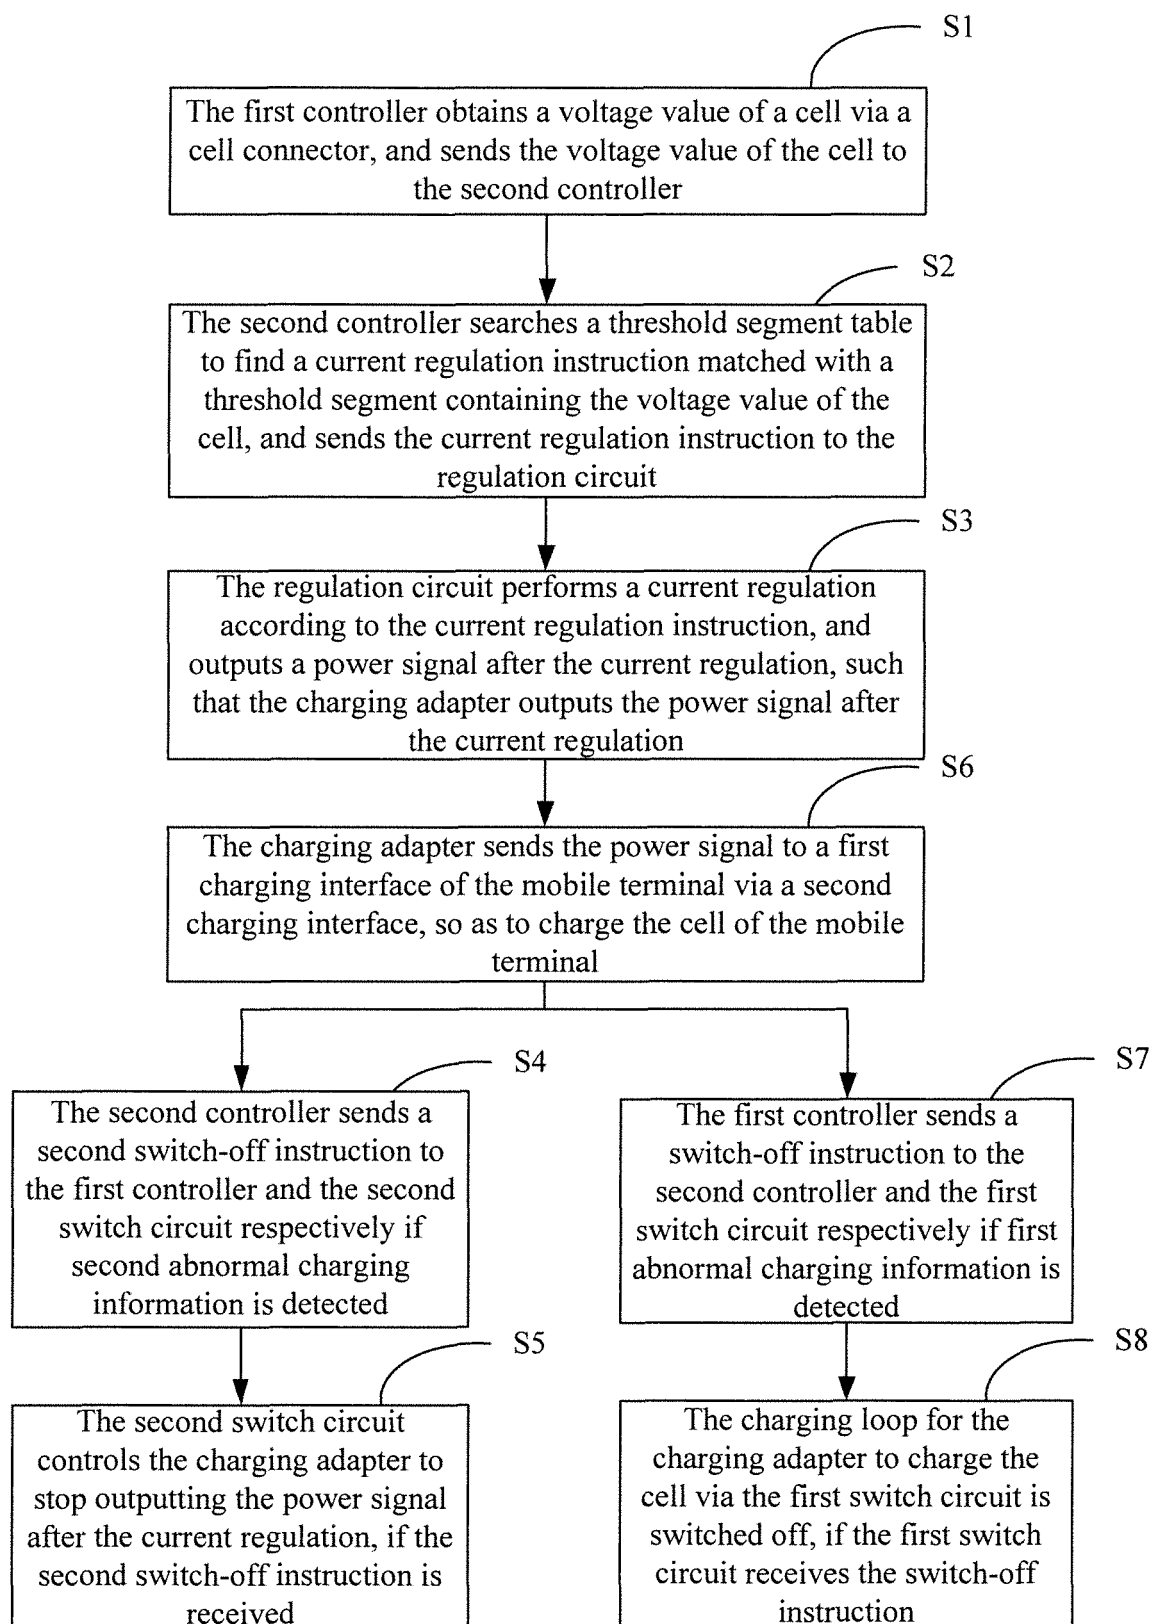 S1
The first controller obtains a voltage value of a cell via a
cell connector, and sends the voltage value of the cell to
the second controller
S2
The second controller searches a threshold segment table
to find a current regulation instruction matched with a
threshold segment containing the voltage value of the
cell, and sends the current regulation instruction to the
regulation circuit
S3
The regulation circuit performs a current regulation
according to the current regulation instruction, and
outputs a power signal after the current regulation, such
that the charging adapter outputs the power signal after
the current regulation
S6
The charging adapter sends the power signal to a first
charging interface of the mobile terminal via a second
charging interface, so as to charge the cell of the mobile
terminal
S4
The second controller sends a
second switch-off instruction to
the first controller and the second
switch circuit respectively if
second abnormal charging
information is detected
S5
The second switch circuit
controls the charging adapter to
stop outputting the power signal
after the current regulation, if the
second switch-off instruction is
received
S7
The first controller sends a
switch-off instruction to the
second controller and the first
switch circuit respectively if first
abnormal charging information is
detected
S8
The charging loop for the
charging adapter to charge the
cell via the first switch circuit is
switched off, if the first switch
circuit receives the switch-off
instruction